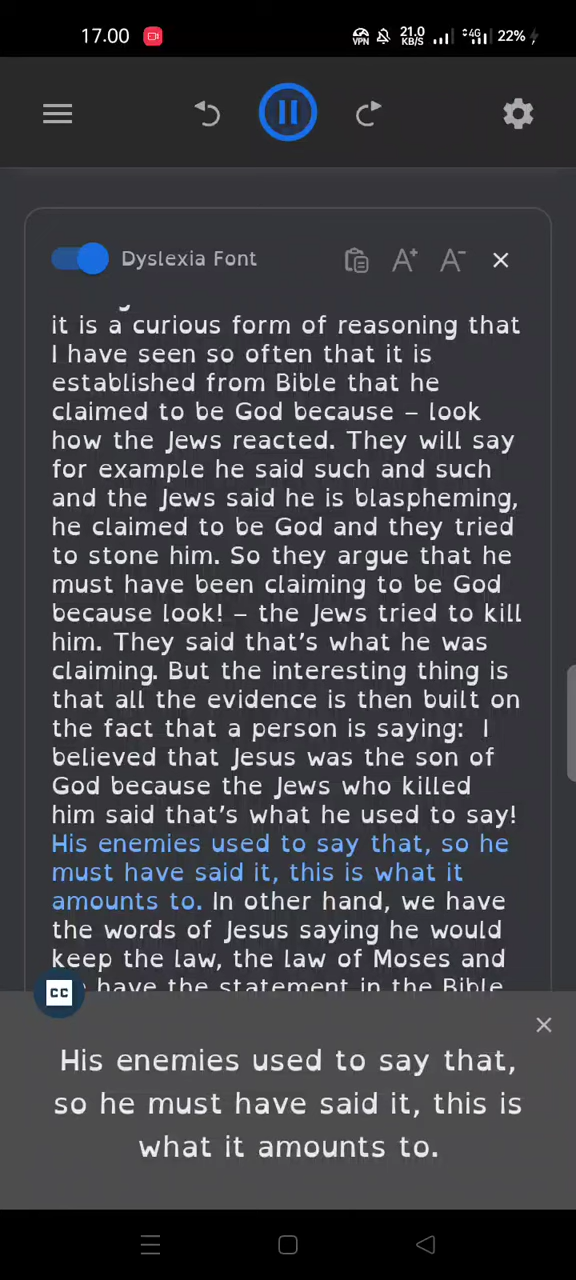 17.00
VPN 21.0 KB/S 4G 22%
Dyslexia Font A+ A-
it is a curious form of reasoning that
I have seen so often that it is
established from Bible that he
claimed to be God because – look
how the Jews reacted. They will say
for example he said such and such
and the Jews said he is blaspheming,
he claimed to be God and they tried
to stone him. So they argue that he
must have been claiming to be God
because look! – the Jews tried to kill
him. They said that’s what he was
claiming. But the interesting thing is
that all the evidence is then built on
the fact that a person is saying:  I
believed that Jesus was the son of
God because the Jews who killed
him said that’s what he used to say!
His enemies used to say that, so he
must have said it, this is what it
amounts to. In other hand, we have
the words of Jesus saying he would
keep the law, the law of Moses and
have the statement in the Bible
CC
His enemies used to say that,
so he must have said it, this is
what it amounts to.